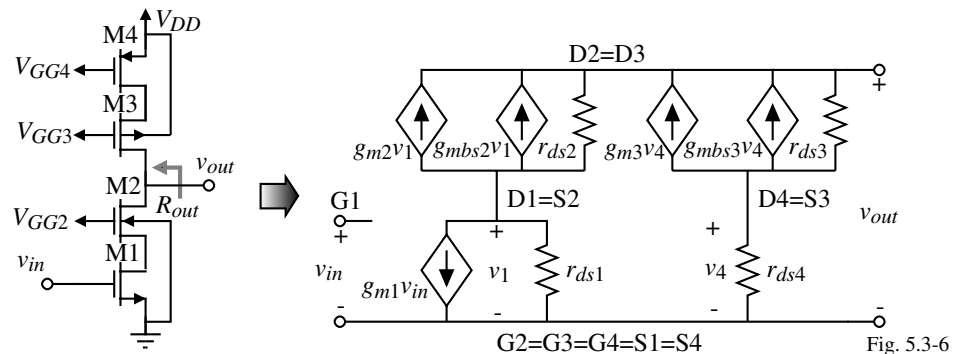 VDD
M4
VGG4
M3
VGG3
vout
M2
Rout
VGG2
M1
vin
D2=D3
+
gm2v1
gmbs2v1
rds2
gm3v4
gmbs3v4
rds3
G1
D1=S2
D4=S3
vout
+
+
+
vin
gm1vin
v1
rds1
v4
rds4
-
-
-
-
G2=G3=G4=S1=S4
Fig. 5.3-6